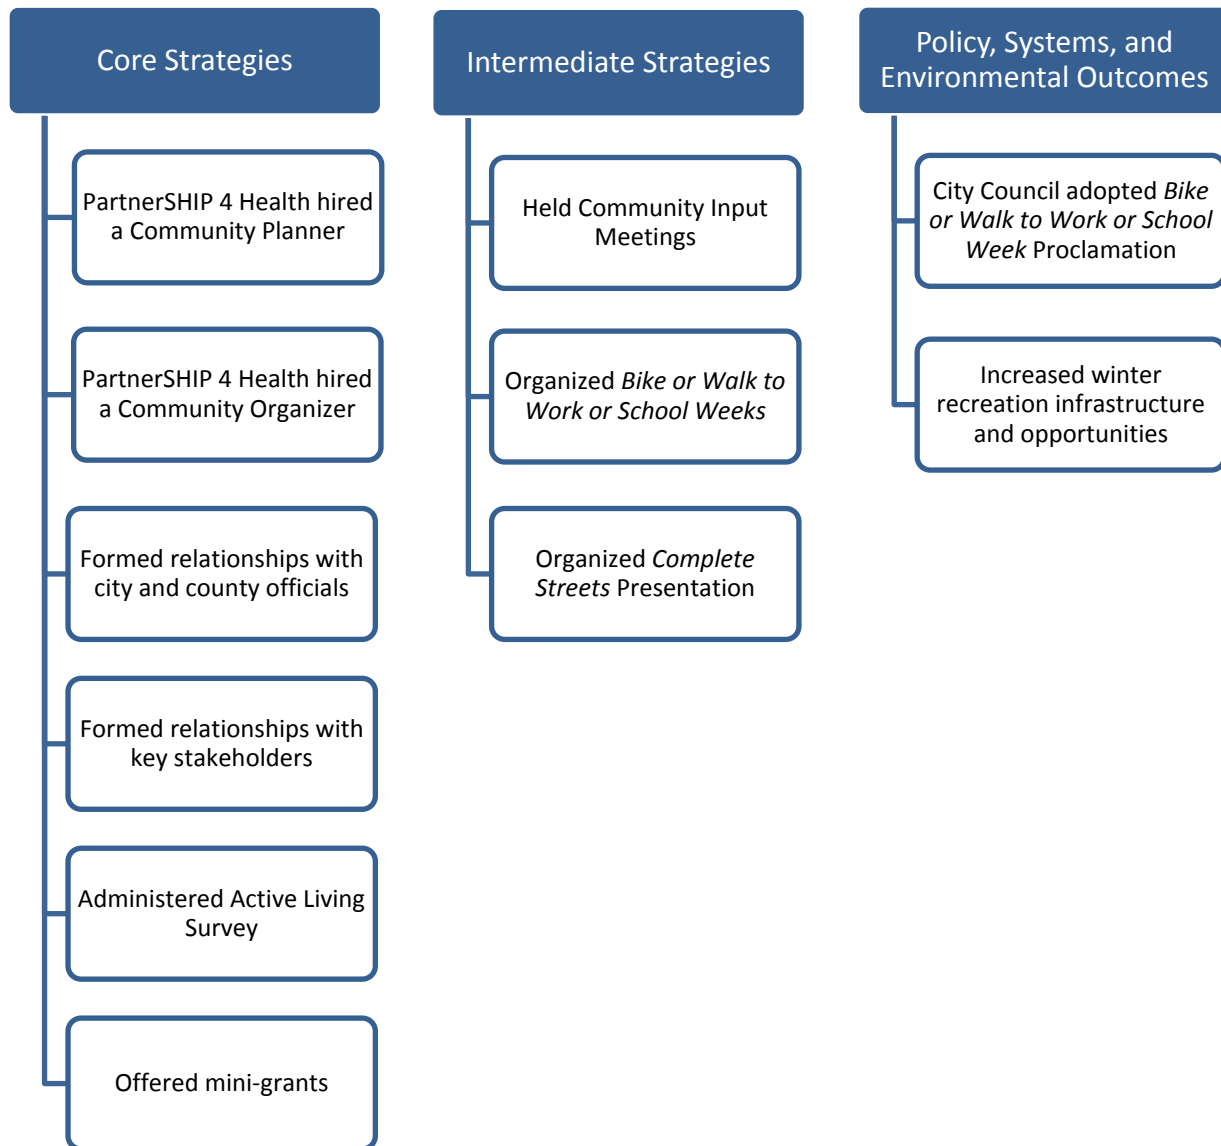 Core Strategies
PartnerSHIP 4 Health hired
a Community Planner
PartnerSHIP 4 Health hired
a Community Organizer
Formed relationships with
city and county officials
Formed relationships with
key stakeholders
Administered Active Living
Survey
Offered mini-grants
Intermediate Strategies
Held Community Input
Meetings
Organized Bike or Walk to
Work or School Weeks
Organized Complete
Streets Presentation
Policy, Systems, and
Environmental Outcomes
City Council adopted Bike
or Walk to Work or School
Week Proclamation
Increased winter
recreation infrastructure
and opportunities